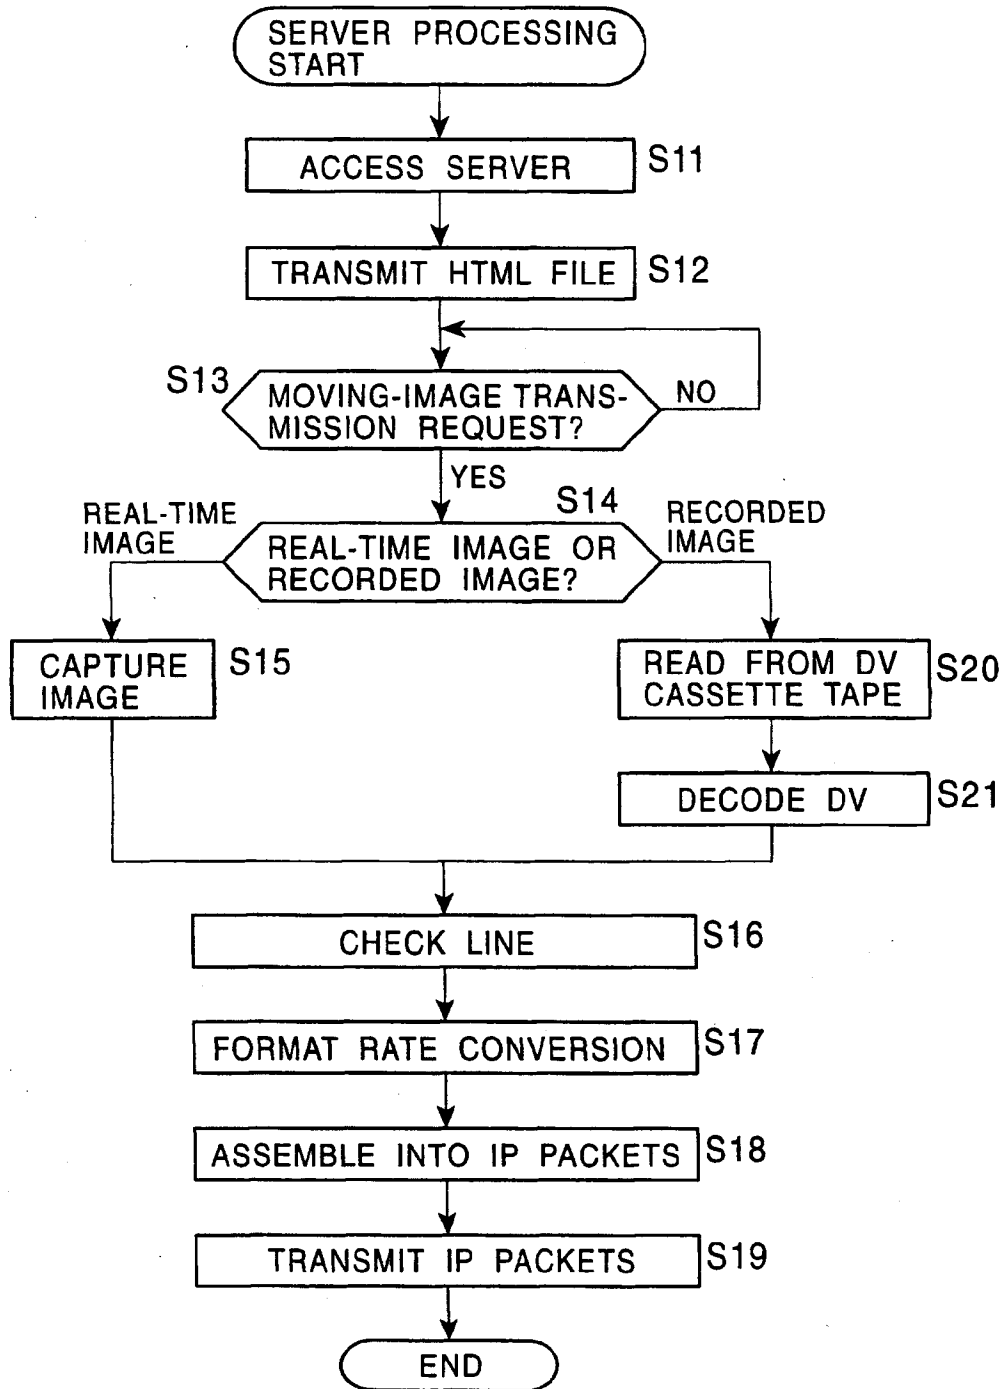 SERVER PROCESSING
START
ACCESS SERVER
S11
TRANSMIT HTML FILE
S12
S13
MOVING-IMAGE TRANS-
MISSION REQUEST?
NO
YES
S14
REAL-TIME
IMAGE
REAL-TIME IMAGE OR
RECORDED IMAGE?
RECORDED
IMAGE
CAPTURE
IMAGE
S15
READ FROM DV
CASSETTE TAPE
S20
DECODE DV
S21
CHECK LINE
S16
FORMAT RATE CONVERSION
S17
ASSEMBLE INTO IP PACKETS
S18
TRANSMIT IP PACKETS
S19
END